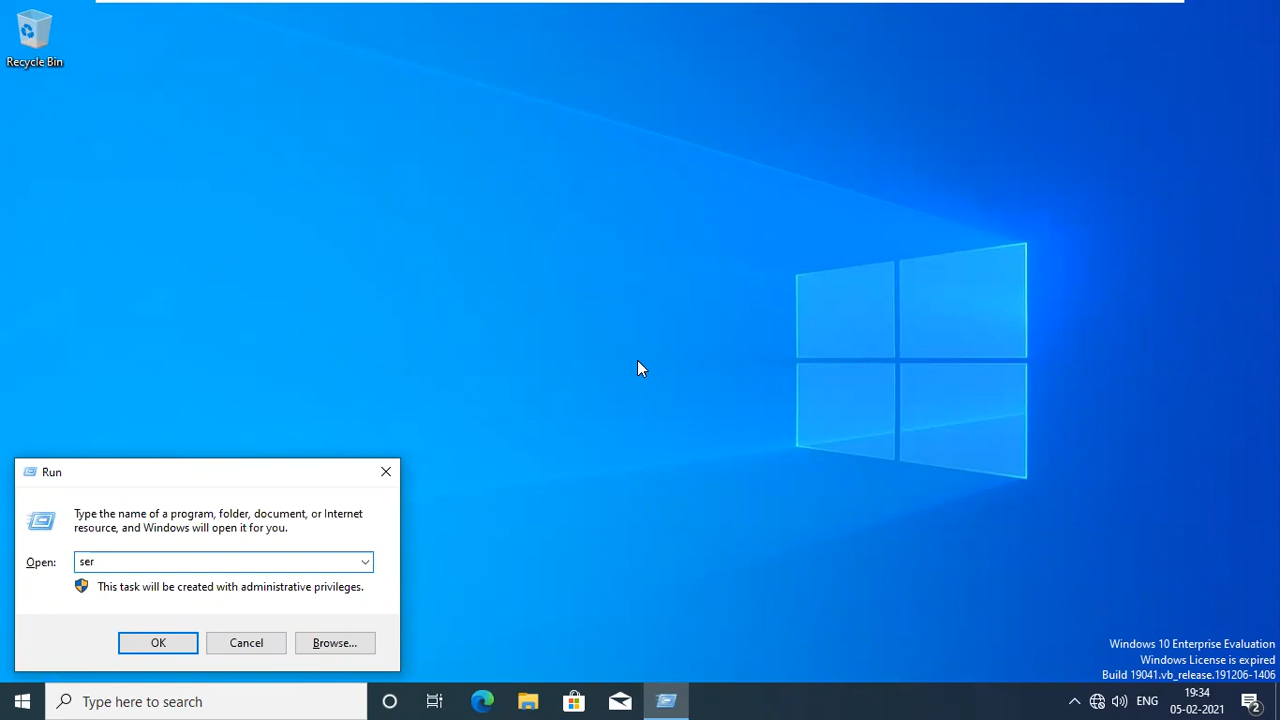 Recycle Bin
Run
Type the name of a program, folder, document, or Internet
resource, and Windows will open it for you.
Open:
ser
This task will be created with administrative privileges.
OK
Cancel
Browse...
Windows 10 Enterprise Evaluation
Windows License is expired
Build 19041.vb_release.191206-1406
Type here to search
ENG
19:34
05-02-2021
2